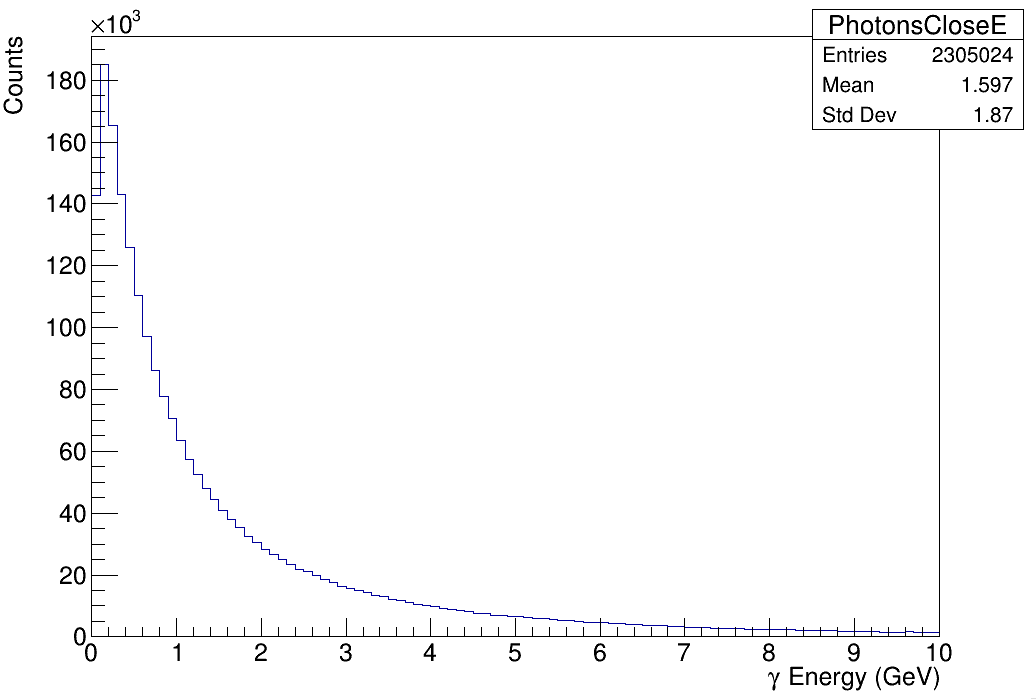 ×10³
Counts
PhotonsCloseE
Entries 2305024
Mean 1.597
Std Dev 1.87
180
160
140
120
100
80
60
40
20
0
0 1 2 3 4 5 6 7 8 9 10
γ Energy (GeV)